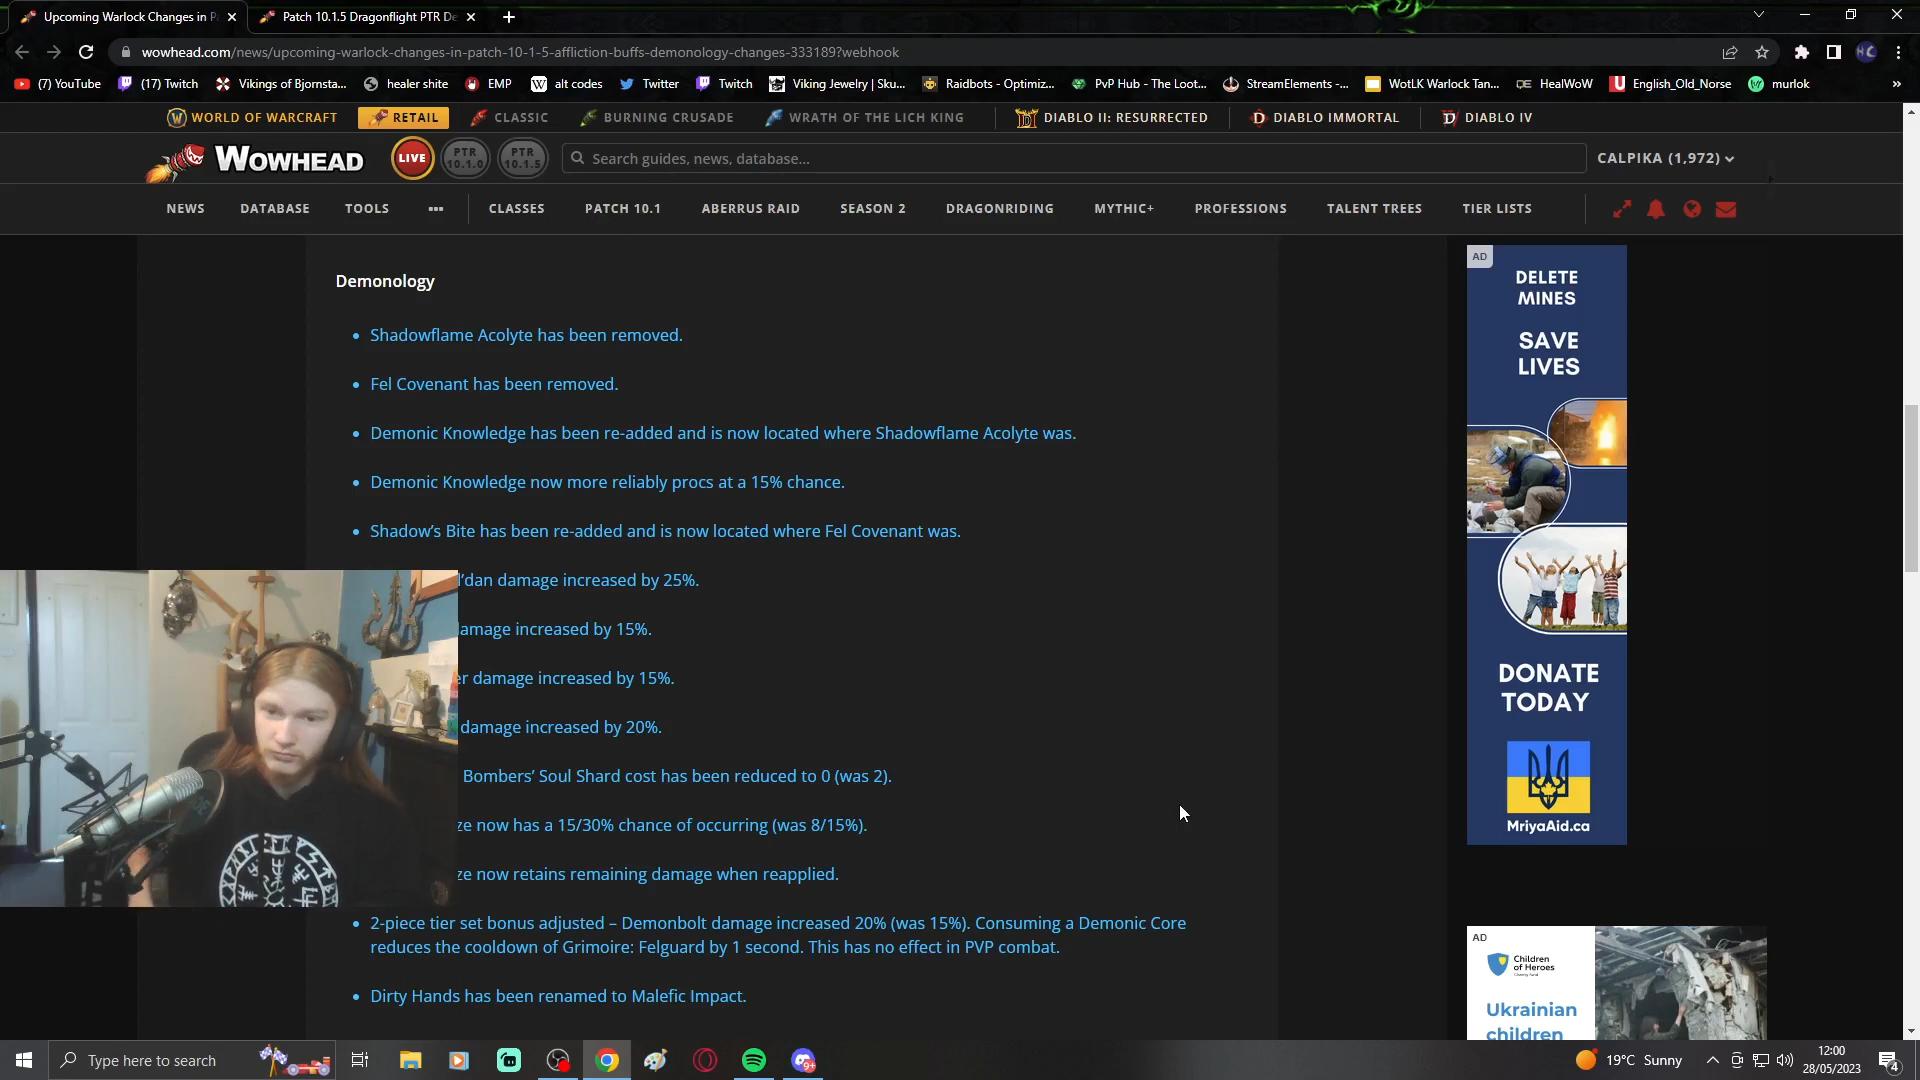 Upcoming Warlock Changes in P
Patch 10.1.5 Dragonflight PTR De
wowhead.com/news/upcoming-warlock-changes-in-patch-10-1-5-affliction-buffs-demonology-changes-333189?webhook
(7) YouTube
(17) Twitch
Vikings of Bjornsta...
healer shite
EMP
alt codes
Twitter
Twitch
Viking Jewelry | Sku...
Raidbots - Optimiz...
PvP Hub - The Loot...
StreamElements -...
WotLK Warlock Tan...
HealWoW
English_Old_Norse
murlok
WORLD OF WARCRAFT
RETAIL
CLASSIC
BURNING CRUSADE
WRATH OF THE LICH KING
DIABLO II: RESURRECTED
DIABLO IMMORTAL
DIABLO IV
WOWHEAD
LIVE
PTR
10.1.0
PTR
10.1.5
Search guides, news, database...
CALPIKA (1,972)
NEWS
DATABASE
TOOLS
CLASSES
PATCH 10.1
ABERRUS RAID
SEASON 2
DRAGONRIDING
MYTHIC+
PROFESSIONS
TALENT TREES
TIER LISTS
Demonology
• Shadowflame Acolyte has been removed.
• Fel Covenant has been removed.
• Demonic Knowledge has been re-added and is now located where Shadowflame Acolyte was.
• Demonic Knowledge now more reliably procs at a 15% chance.
• Shadow’s Bite has been re-added and is now located where Fel Covenant was.
l’dan damage increased by 25%.
damage increased by 15%.
er damage increased by 15%.
damage increased by 20%.
Bombers’ Soul Shard cost has been reduced to 0 (was 2).
ze now has a 15/30% chance of occurring (was 8/15%).
ze now retains remaining damage when reapplied.
• 2-piece tier set bonus adjusted – Demonbolt damage increased 20% (was 15%). Consuming a Demonic Core
reduces the cooldown of Grimoire: Felguard by 1 second. This has no effect in PVP combat.
• Dirty Hands has been renamed to Malefic Impact.
AD
DELETE
MINES
SAVE
LIVES
DONATE
TODAY
MriyaAid.ca
AD
Children
of Heroes
Ukrainian
children
Type here to search
9+
19°C Sunny
12:00
28/05/2023
4